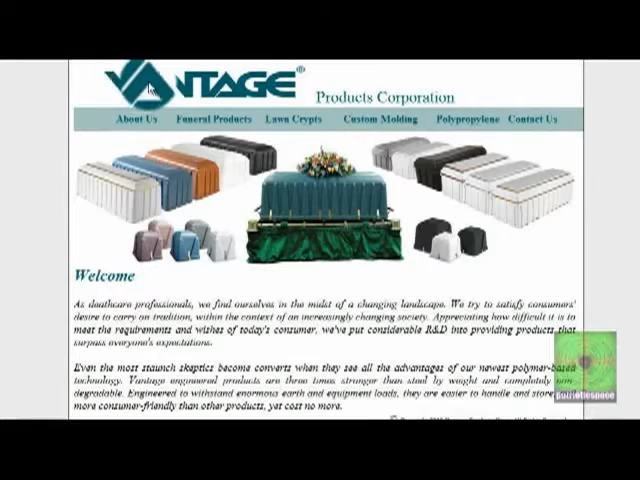 VANTAGE®
Products Corporation
About Us Funeral Products Lawn Crypts Custom Molding Polypropylene Contact Us
Welcome
As deathcare professionals, we find ourselves in the midst of a changing landscape. We try to satisfy consumers'
desire to carry on tradition, within the context of an increasingly changing society. Appreciating how difficult it is to
meet the requirements and wishes of today's consumer, we've put considerable R&D into providing products that
surpass everyone's expectations.
Even the most staunch skeptics become converts when they see all the advantages of our newest polymer-based
technology. Vantage engineered products are three times stronger than steel by weight and completely non-
degradable. Engineered to withstand enormous earth and equipment loads, they are easier to handle and store
more consumer-friendly than other products, yet cost no more.
patriotiespace